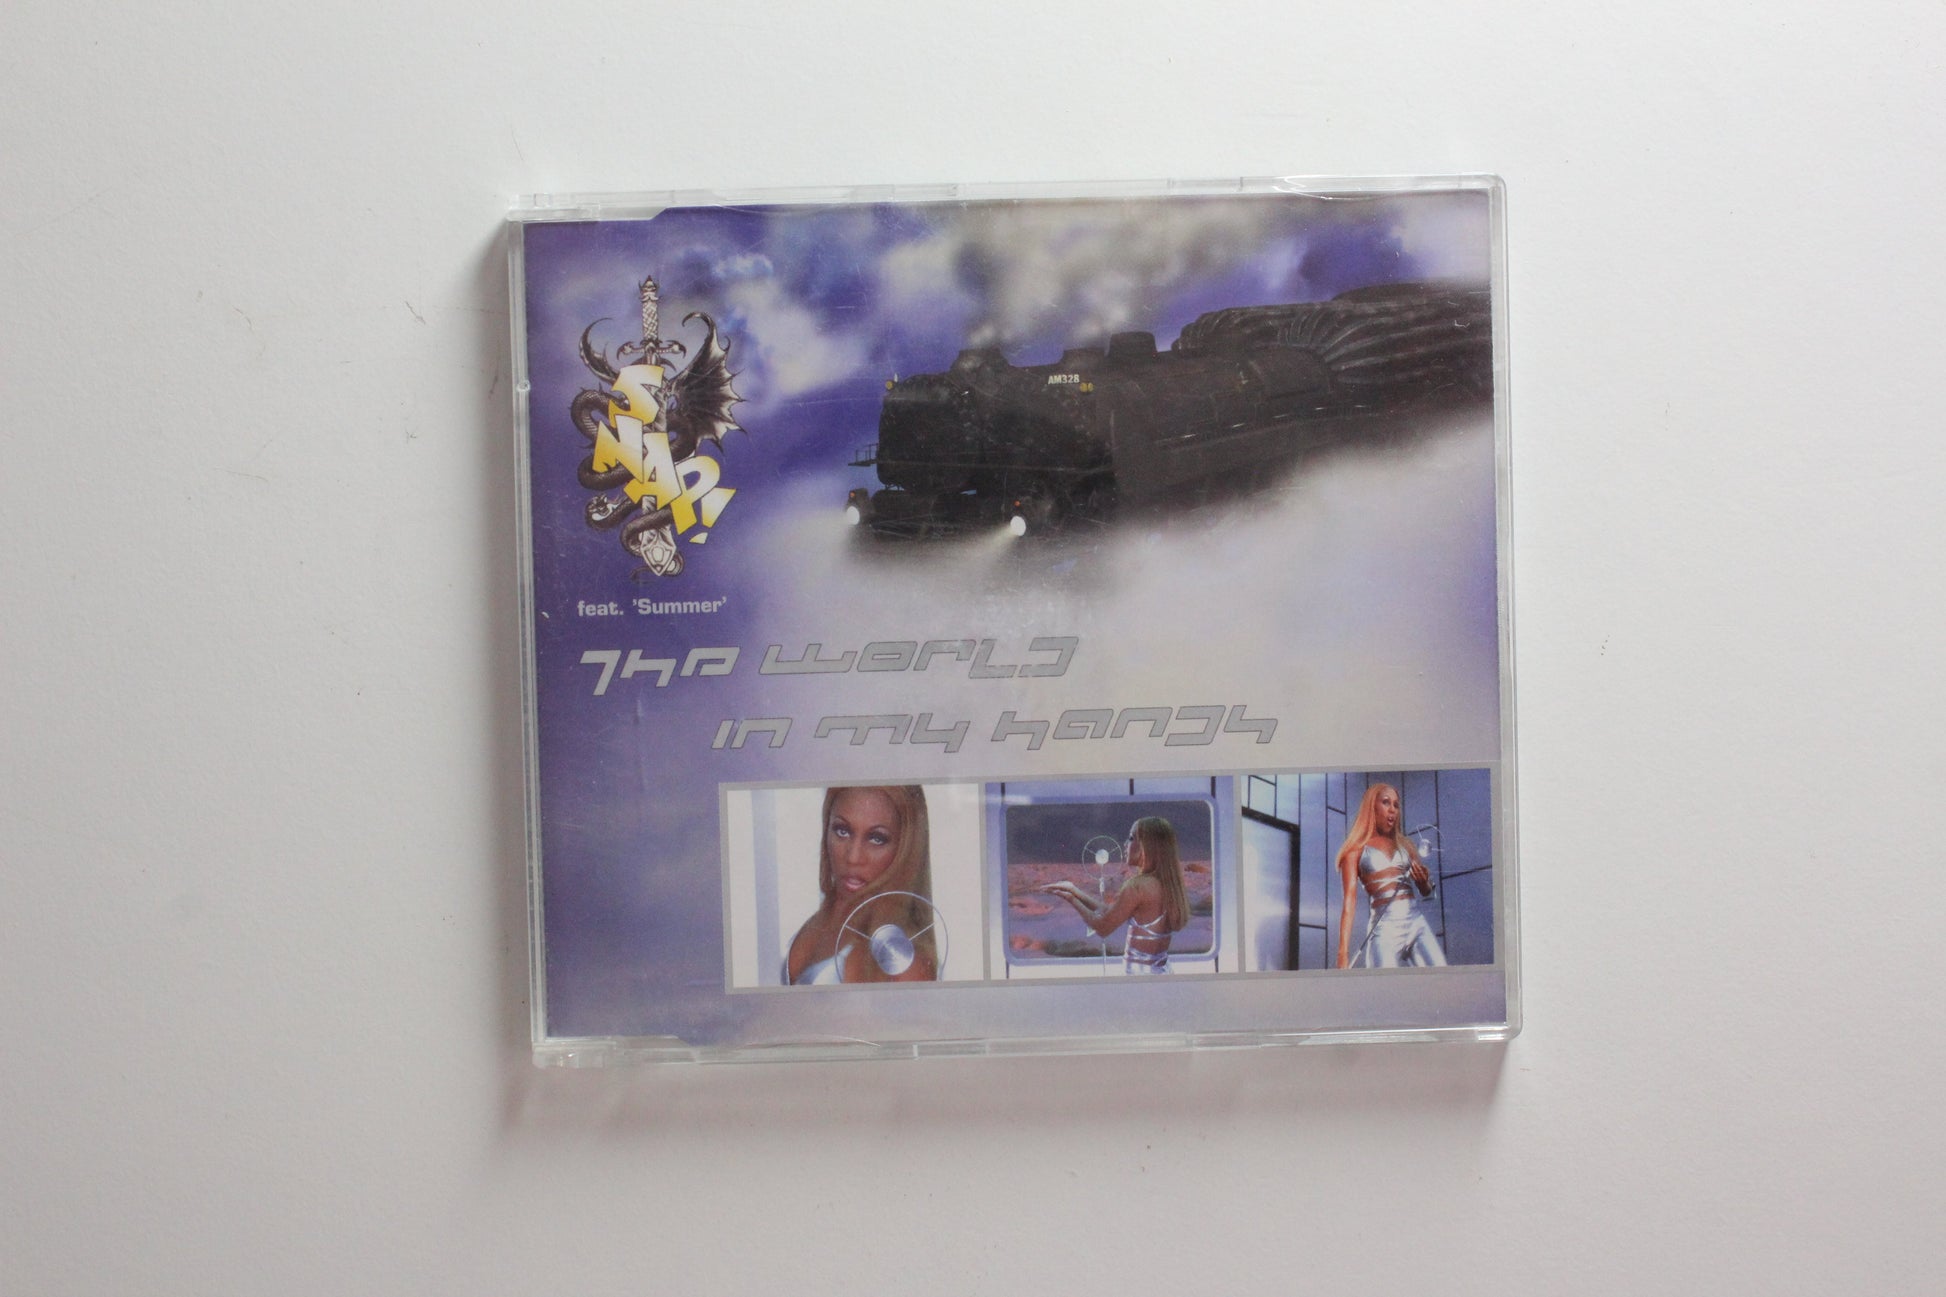 SNAP!
AM328
feat. 'Summer'
The world
in my hands